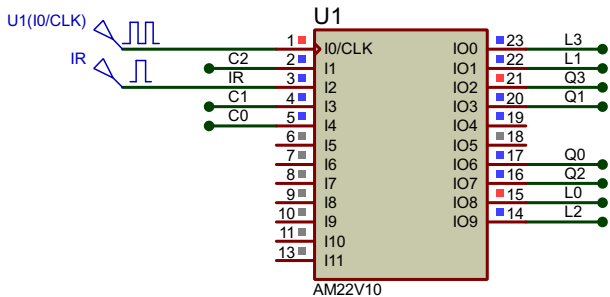 U1
U1(I0/CLK)
1 I0/CLK IO0 23 L3
C2 2 I1 IO1 22 L1
IR
IR 3 I2 IO2 21 Q3
C1 4 I3 IO3 20 Q1
C0 5 I4 IO4 19
6 I5 IO5 18
7 I6 IO6 17 Q0
8 I7 IO7 16 Q2
9 I8 IO8 15 L0
10 I9 IO9 14 L2
11 I10
13 I11
AM22V10